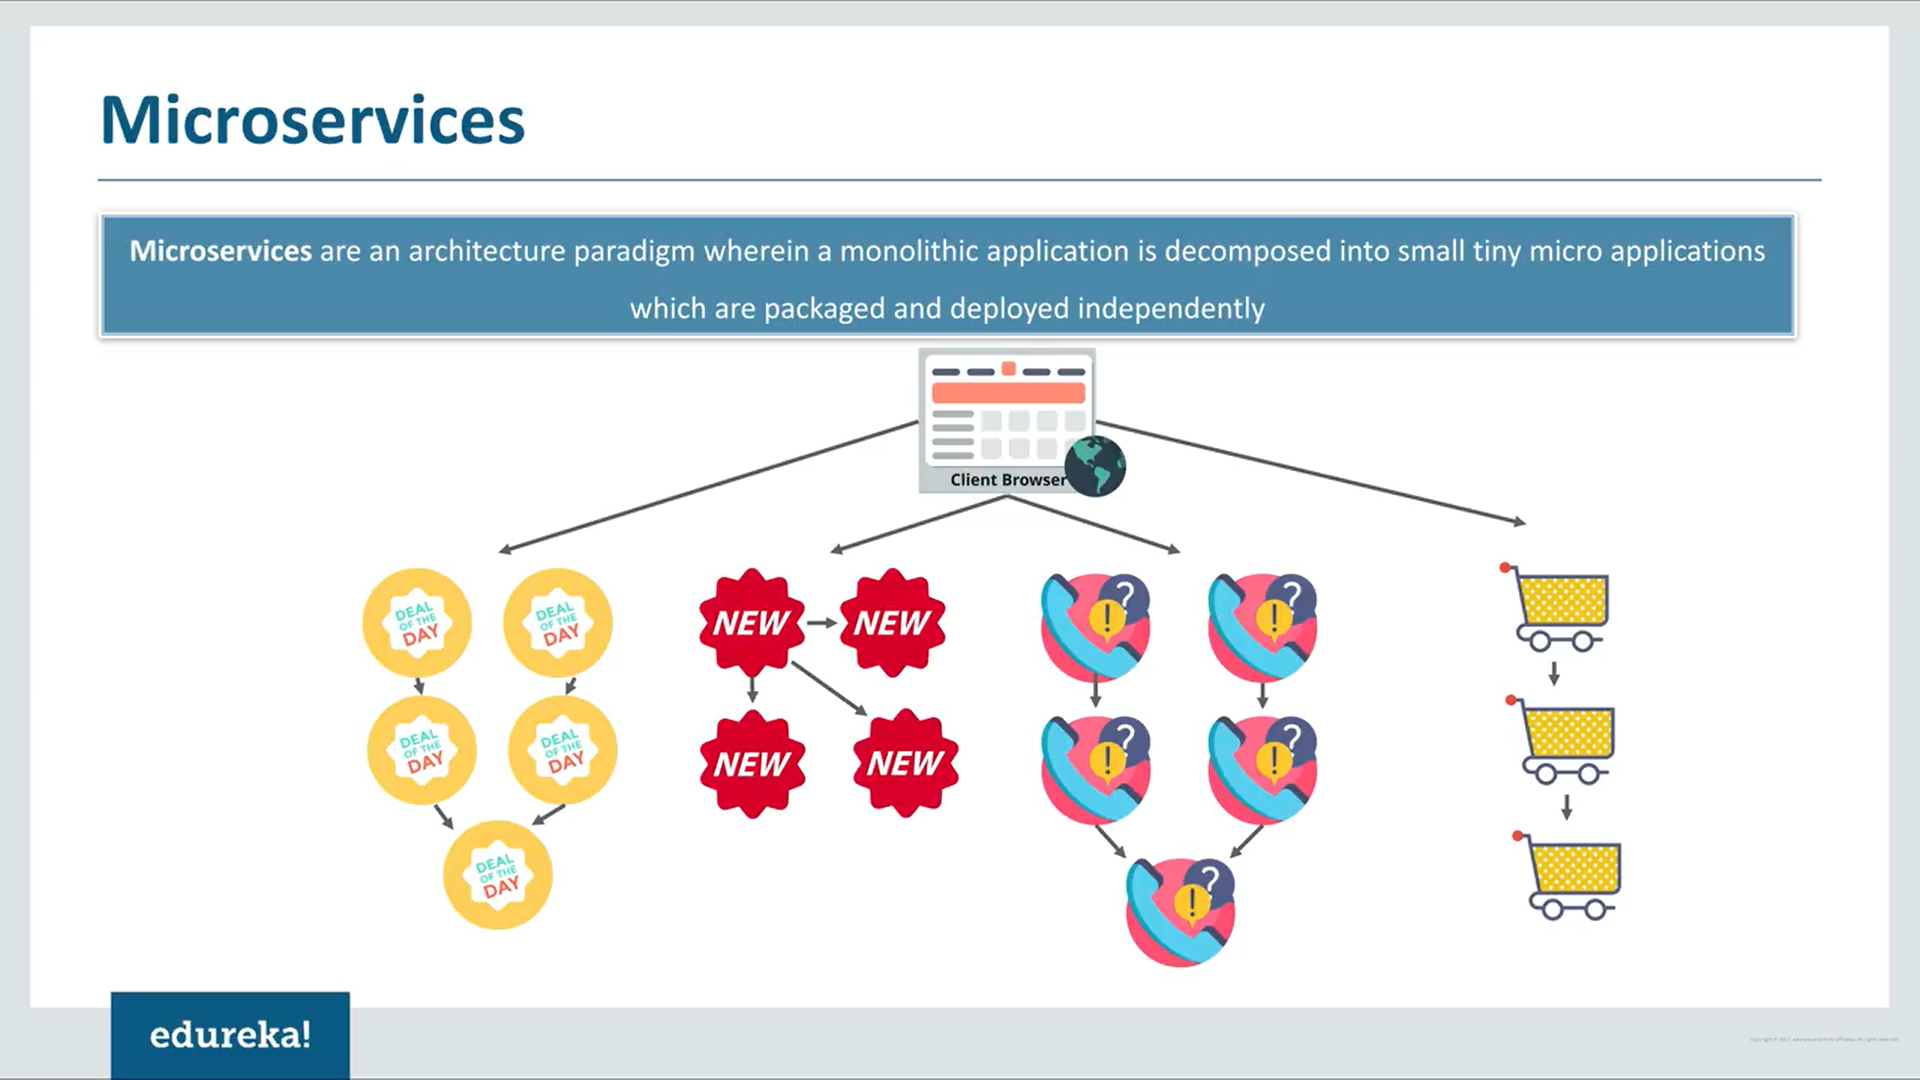 Microservices
Microservices are an architecture paradigm wherein a monolithic application is decomposed into small tiny micro applications
which are packaged and deployed independently
Client Browser
DEAL
OF THE
DAY
DEAL
OF THE
DAY
NEW
NEW
?
!
?
!
DEAL
OF THE
DAY
DEAL
OF THE
DAY
NEW
NEW
?
!
?
!
DEAL
OF THE
DAY
?
!
edureka!